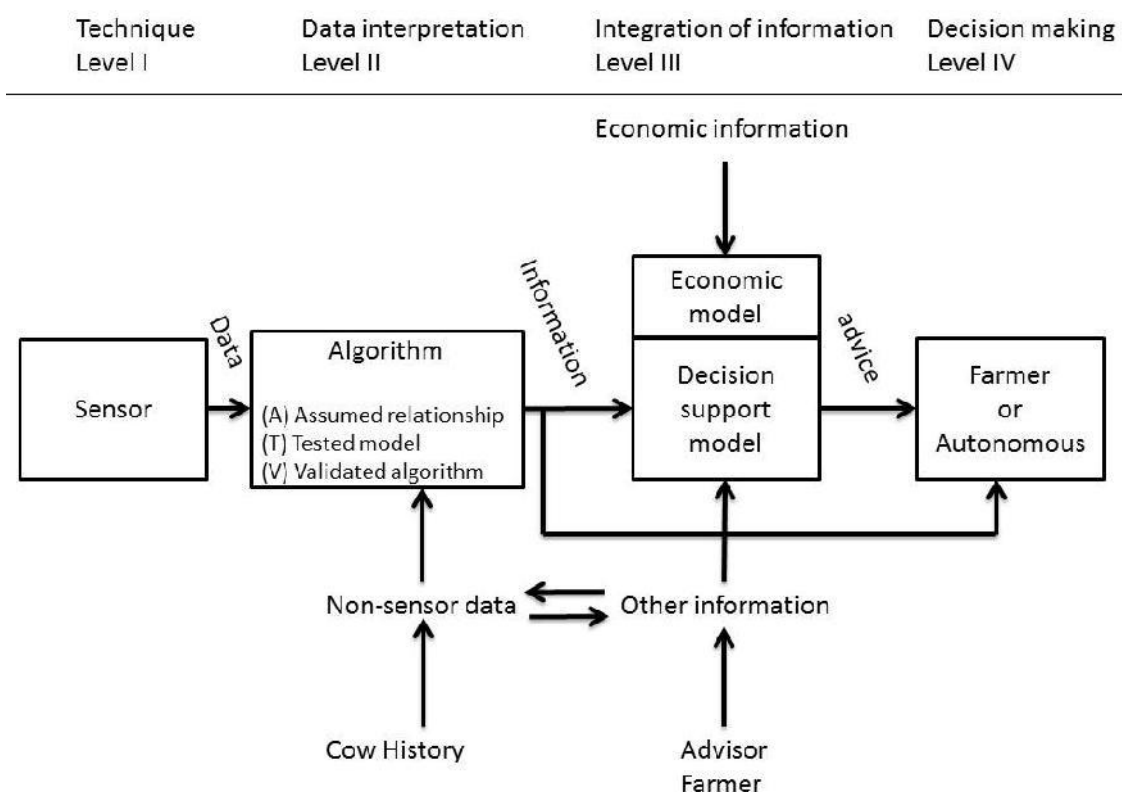 Technique
Level I
Data interpretation
Level II
Integration of information
Level III
Decision making
Level IV
Economic information
Economic
model
Data
Information
advice
Sensor
Algorithm
(A) Assumed relationship
(T) Tested model
(V) Validated algorithm
Decision
support
model
Farmer
or
Autonomous
Non-sensor data
Other information
Cow History
Advisor
Farmer